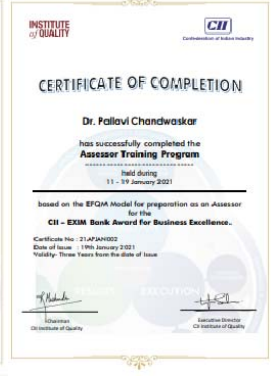 INSTITUTE
of QUALITY
CII
Confederation of Indian Industry
CERTIFICATE OF COMPLETION
Dr. Pallavi Chandwaskar
has successfully completed the
Assessor Training Program
held during
11 - 19 January 2021
based on the EFQM Model for preparation as an Assessor
for the
CII – EXIM Bank Award For Business Excellence..
Certificate No : 21APJAN002
Date of Issue : 19th January 2021
Validity- Three Years from the date of issue
EXECUTION
Chairman
CII Institute of Quality
Executive Director
CII Institute of Quality